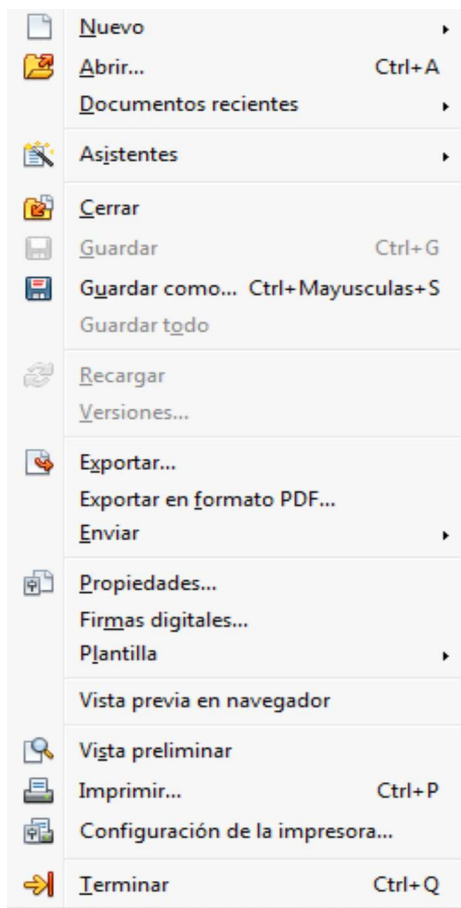 Nuevo
Abrir... Ctrl+A
Documentos recientes
Asistentes
Cerrar
Guardar Ctrl+G
Guardar como... Ctrl+Mayusculas+S
Guardar todo
Recargar
Versiones...
Exportar...
Exportar en formato PDF...
Enviar
Propiedades...
Firmas digitales...
Plantilla
Vista previa en navegador
Vista preliminar
Imprimir... Ctrl+P
Configuración de la impresora...
Terminar Ctrl+Q